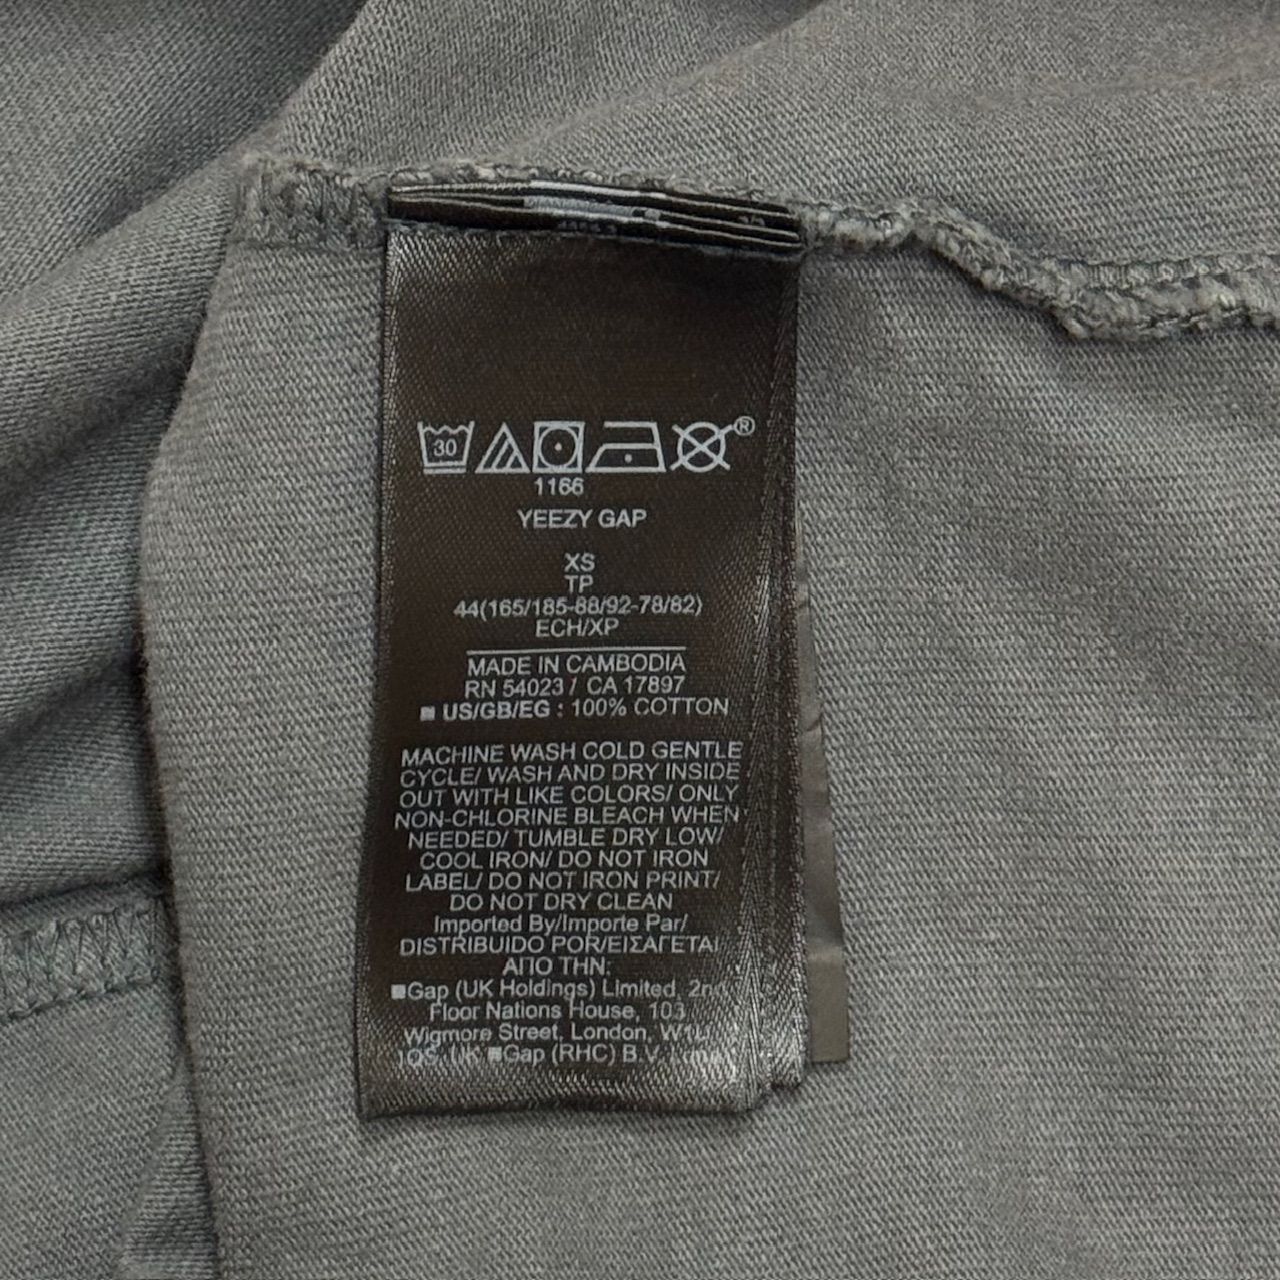 30 ®
1166
YEEZY GAP
XS
TP
44(165/185-88/92-78/82)
ECH/XP
MADE IN CAMBODIA
RN 54023 / CA 17897
■ US/GB/EG : 100% COTTON
MACHINE WASH COLD GENTLE
CYCLE/ WASH AND DRY INSIDE
OUT WITH LIKE COLORS/ ONLY
NON-CHLORINE BLEACH WHEN
NEEDED/ TUMBLE DRY LOW/
COOL IRON/ DO NOT IRON
LABEL/ DO NOT IRON PRINT/
DO NOT DRY CLEAN
Imported By/Importe Par/
DISTRIBUIDO POR/ΕΙΣΑΓΕΤΑΙ
ΑΠΟ ΤΗΝ:
■Gap (UK Holdings) Limited, 2nd
Floor Nations House, 103
Wigmore Street, London, W1U
1QS, UK ■Gap (RHC) B.V.